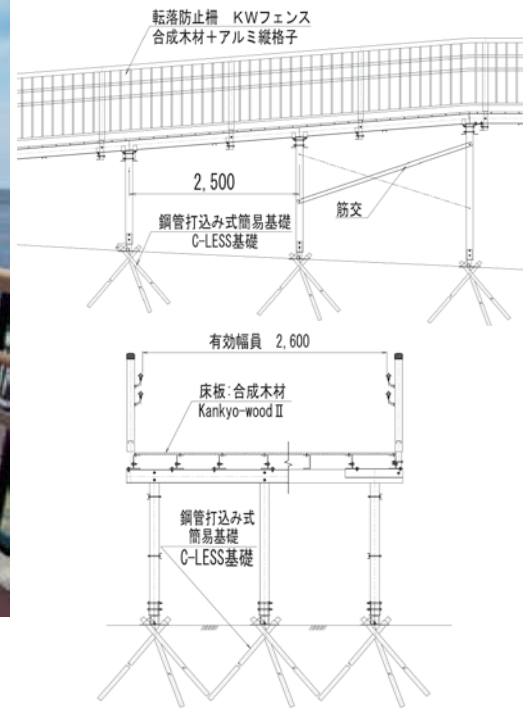 転落防止柵 KWフェンス
合成木材＋アルミ縦格子
2,500
筋交
鋼管打込み式簡易基礎
C-LESS基礎
有効幅員 2,600
床板:合成木材
Kankyo-woodⅡ
鋼管打込み式
簡易基礎
C-LESS基礎